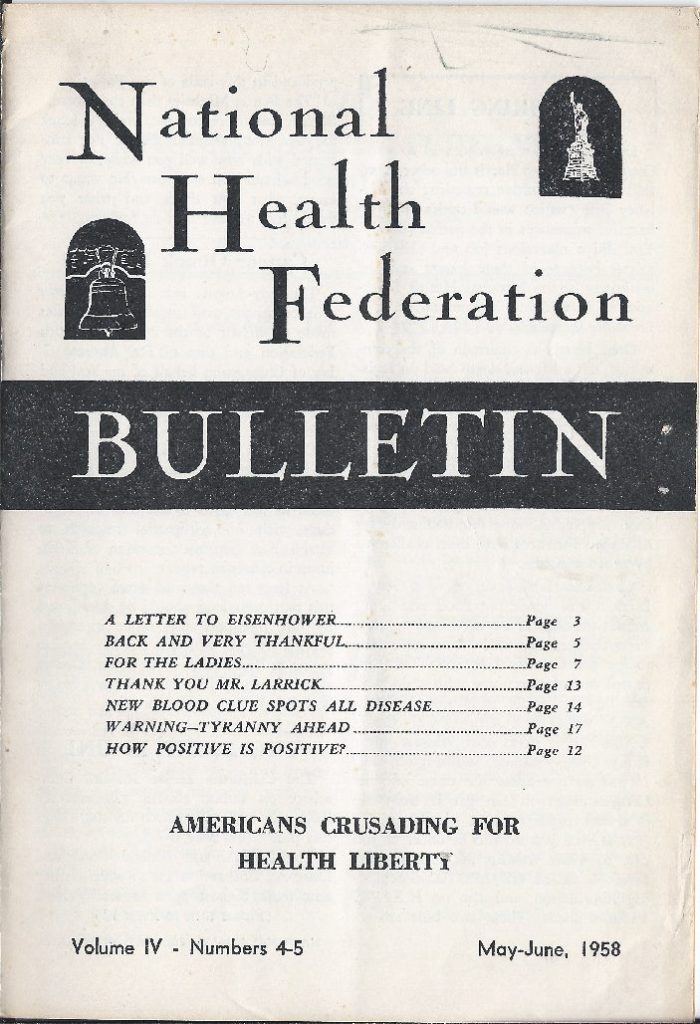 National
Health
Federation
BULLETIN
A LETTER TO EISENHOWER Page 3
BACK AND VERY THANKFUL Page 5
FOR THE LADIES Page 7
THANK YOU MR. LARRICK Page 13
NEW BLOOD CLUE SPOTS ALL DISEASE Page 14
WARNING—TYRANNY AHEAD Page 17
HOW POSITIVE IS POSITIVE? Page 12
AMERICANS CRUSADING FOR
HEALTH LIBERTY
Volume IV - Numbers 4-5 May-June, 1958